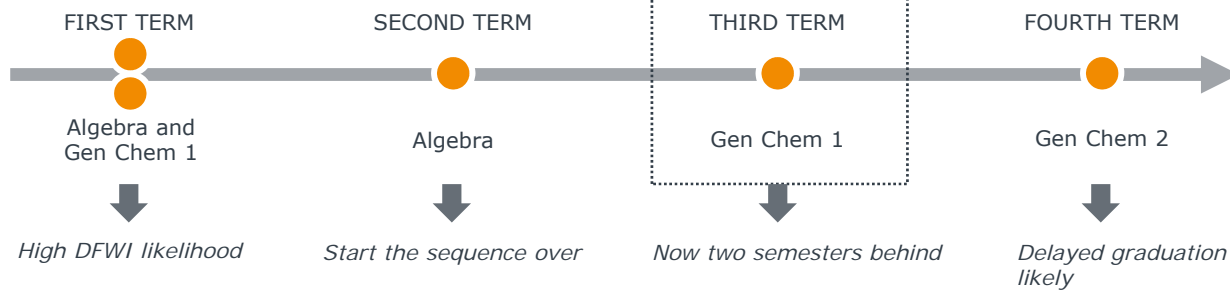 FIRST TERM
SECOND TERM
THIRD TERM
FOURTH TERM
Algebra and
Gen Chem 1
Algebra
Gen Chem 1
Gen Chem 2
High DFWI likelihood
Start the sequence over
Now two semesters behind
Delayed graduation
likely